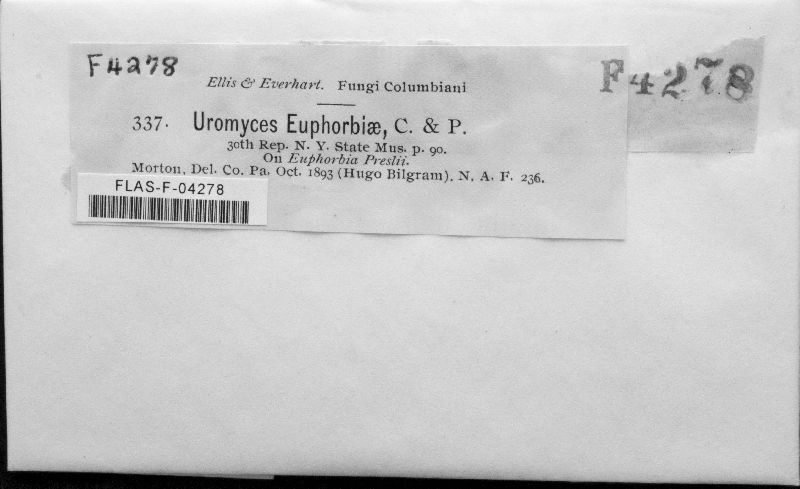 F4278
F4278
Ellis & Everhart. Fungi Columbiani
337. Uromyces Euphorbiæ, C. & P.
30th Rep. N. Y. State Mus. p. 90.
On Euphorbia Preslii.
Morton, Del. Co. Pa. Oct. 1893 (Hugo Bilgram). N. A. F. 236.
FLAS-F-04278